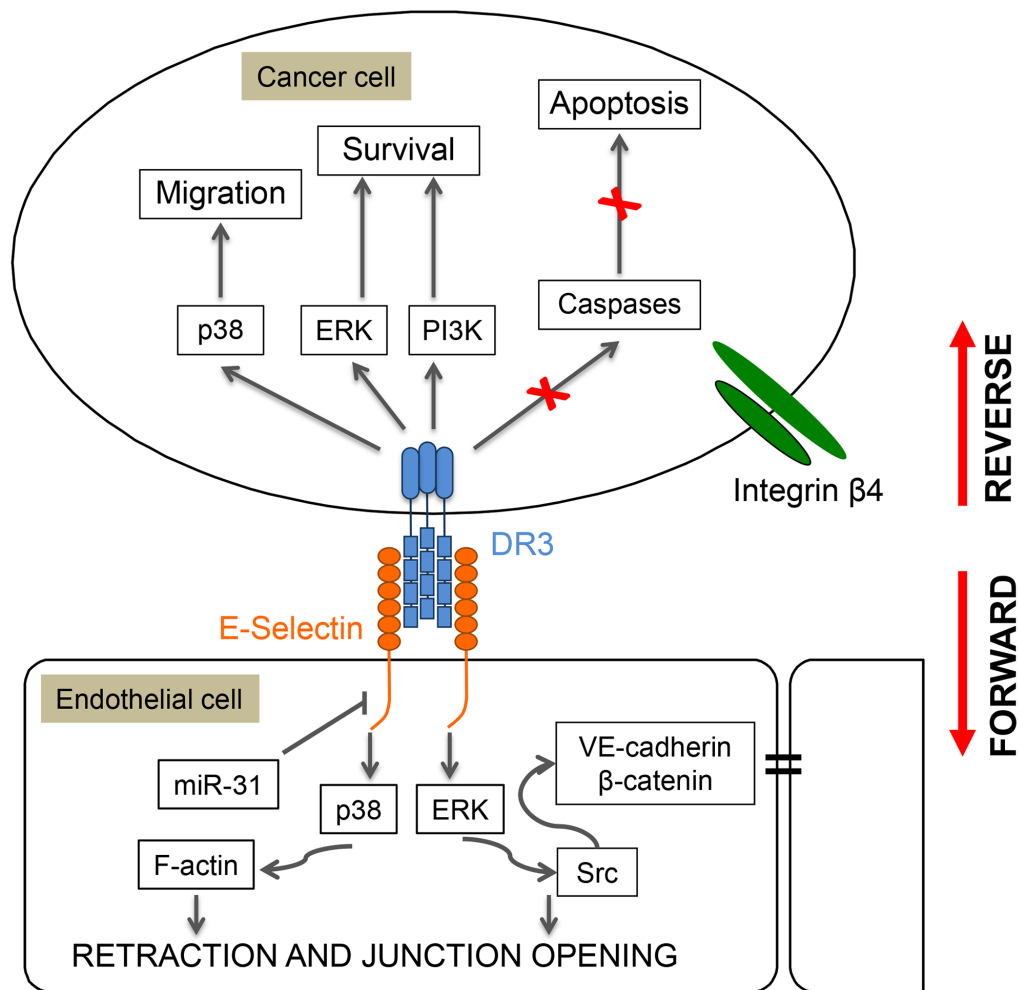 Cancer cell
Apoptosis
Survival
Migration
Caspases
p38
ERK
PI3K
Integrin β4
REVERSE
DR3
E-Selectin
FORWARD
Endothelial cell
VE-cadherin
β-catenin
miR-31
p38
ERK
F-actin
Src
RETRACTION AND JUNCTION OPENING